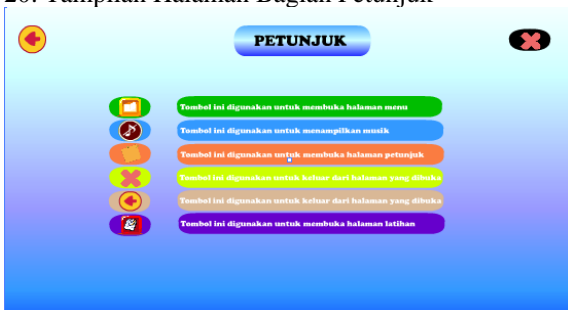 20. Tampilan Halaman Bagian Petunjuk
PETUNJUK
Tombol ini digunakan untuk membuka halaman menu
Tombol ini digunakan untuk menampilkan musik
Tombol ini digunakan untuk membuka halaman petunjuk
Tombol ini digunakan untuk keluar dari halaman yang dibuka
Tombol ini digunakan untuk keluar dari halaman yang dibuka
Tombol ini digunakan untuk membuka halaman latihan